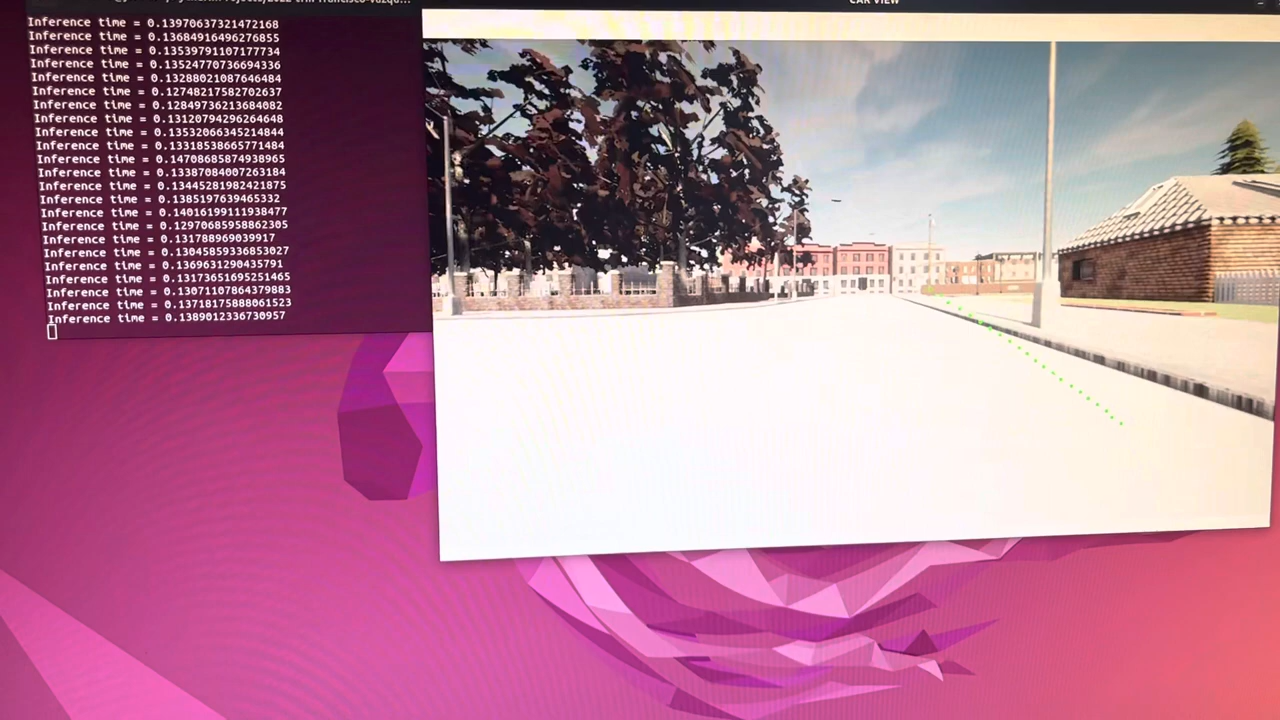 CAR VIEW
Inference time = 0.13970637321472168
Inference time = 0.13684916496276855
Inference time = 0.13539791107177734
Inference time = 0.13524770736694336
Inference time = 0.13288021087646484
Inference time = 0.12748217582702637
Inference time = 0.12849736213684082
Inference time = 0.13120794296264648
Inference time = 0.13532066345214844
Inference time = 0.13318538665771484
Inference time = 0.14708685874938965
Inference time = 0.13387084007263184
Inference time = 0.13445281982421875
Inference time = 0.1385197639465332
Inference time = 0.14016199111938477
Inference time = 0.12970685958862305
Inference time = 0.131788969039917
Inference time = 0.13045859336853027
Inference time = 0.1369631290435791
Inference time = 0.13173651695251465
Inference time = 0.13071107864379883
Inference time = 0.13718175888061523
Inference time = 0.1389012336730957